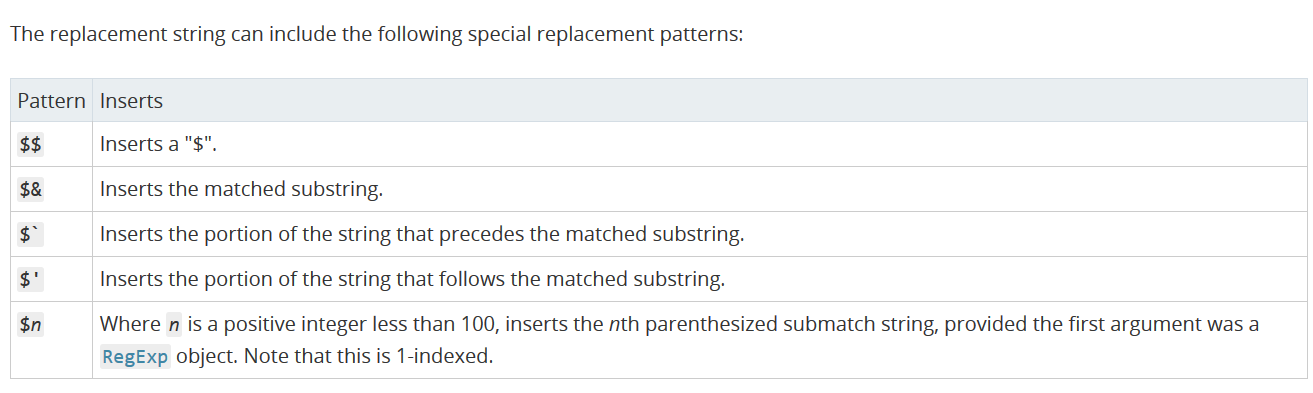 The replacement string can include the following special replacement patterns:
Pattern Inserts
$$ Inserts a "$".
$& Inserts the matched substring.
$` Inserts the portion of the string that precedes the matched substring.
$' Inserts the portion of the string that follows the matched substring.
$n Where n is a positive integer less than 100, inserts the nth parenthesized submatch string, provided the first argument was a
RegExp object. Note that this is 1-indexed.